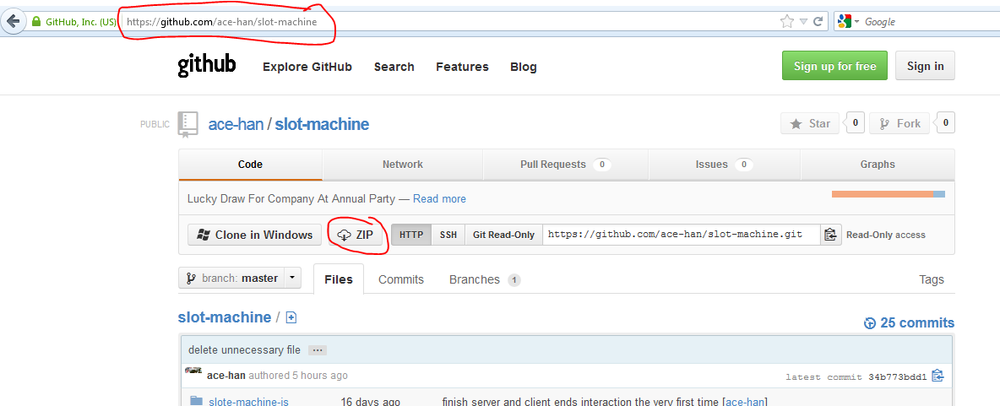 GitHub, Inc. (US) https://github.com/ace-han/slot-machine Google
github Explore GitHub Search Features Blog Sign up for free Sign in
PUBLIC ace-han / slot-machine Star 0 Fork 0
Code Network Pull Requests 0 Issues 0 Graphs
Lucky Draw For Company At Annual Party — Read more
Clone in Windows ZIP HTTP SSH Git Read-Only https://github.com/ace-han/slot-machine.git Read-Only access
branch: master Files Commits Branches 1 Tags
slot-machine / 25 commits
delete unnecessary file ...
ace-han authored 5 hours ago latest commit 34b773bdd1
slote-machine-js 16 days ago finish server and client ends interaction the very first time [ace-han]